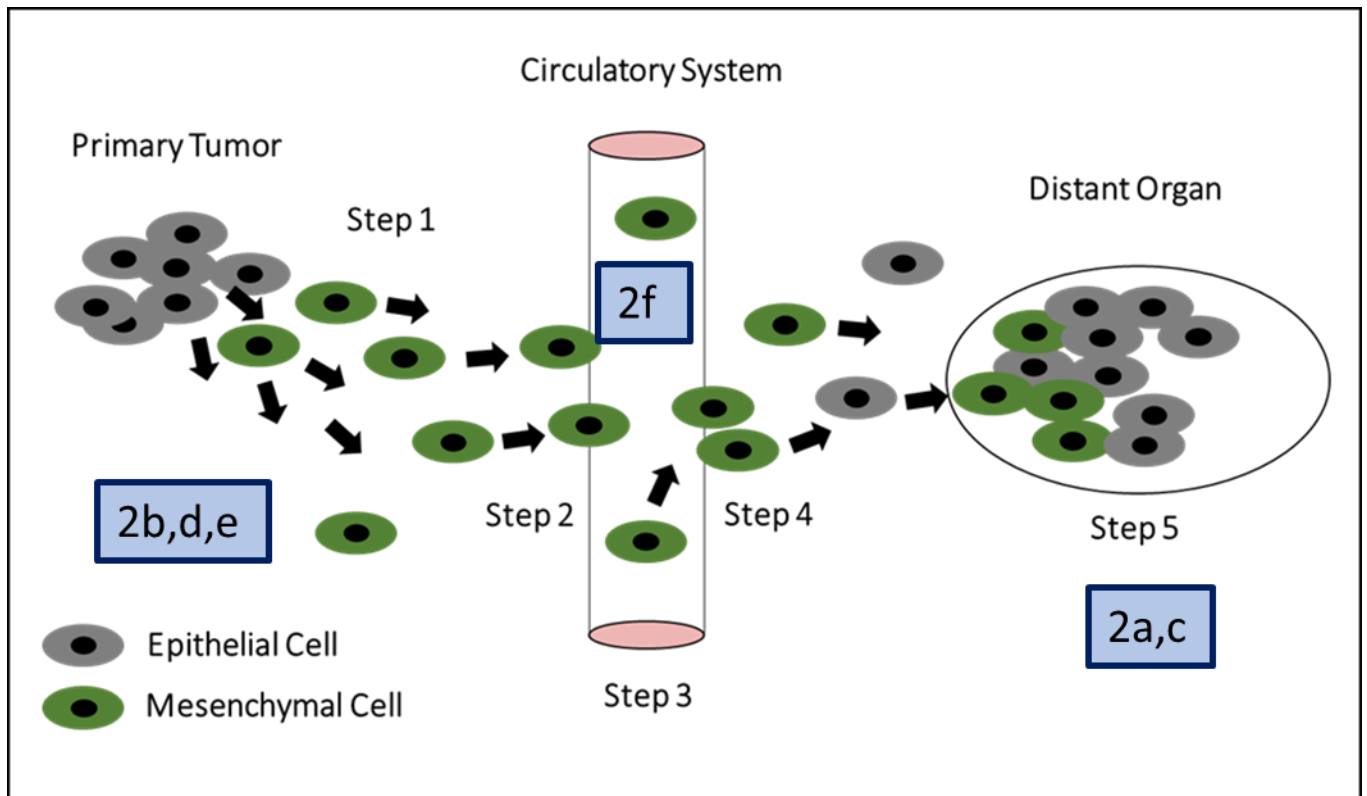 Circulatory System
Primary Tumor
Distant Organ
Step 1
2f
2b,d,e
Step 2
Step 4
Step 5
2a,c
Epithelial Cell
Mesenchymal Cell
Step 3